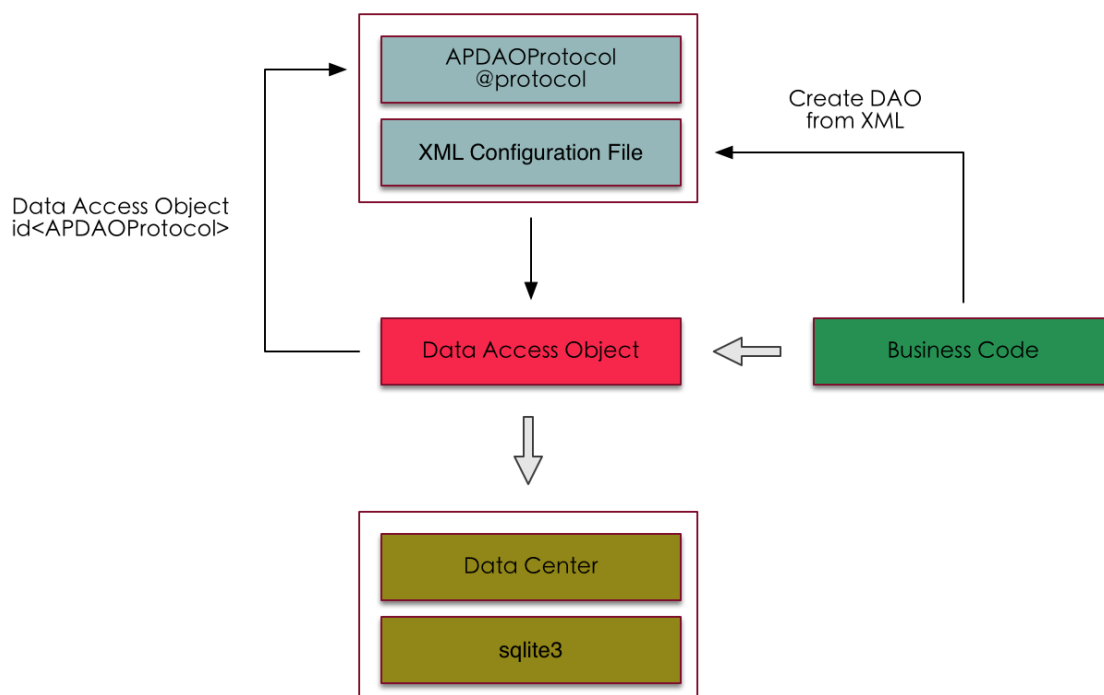 APDAOProtocol
@protocol
XML Configuration File
Create DAO
from XML
Data Access Object
id<APDAOProtocol>
Data Access Object
Business Code
Data Center
sqlite3